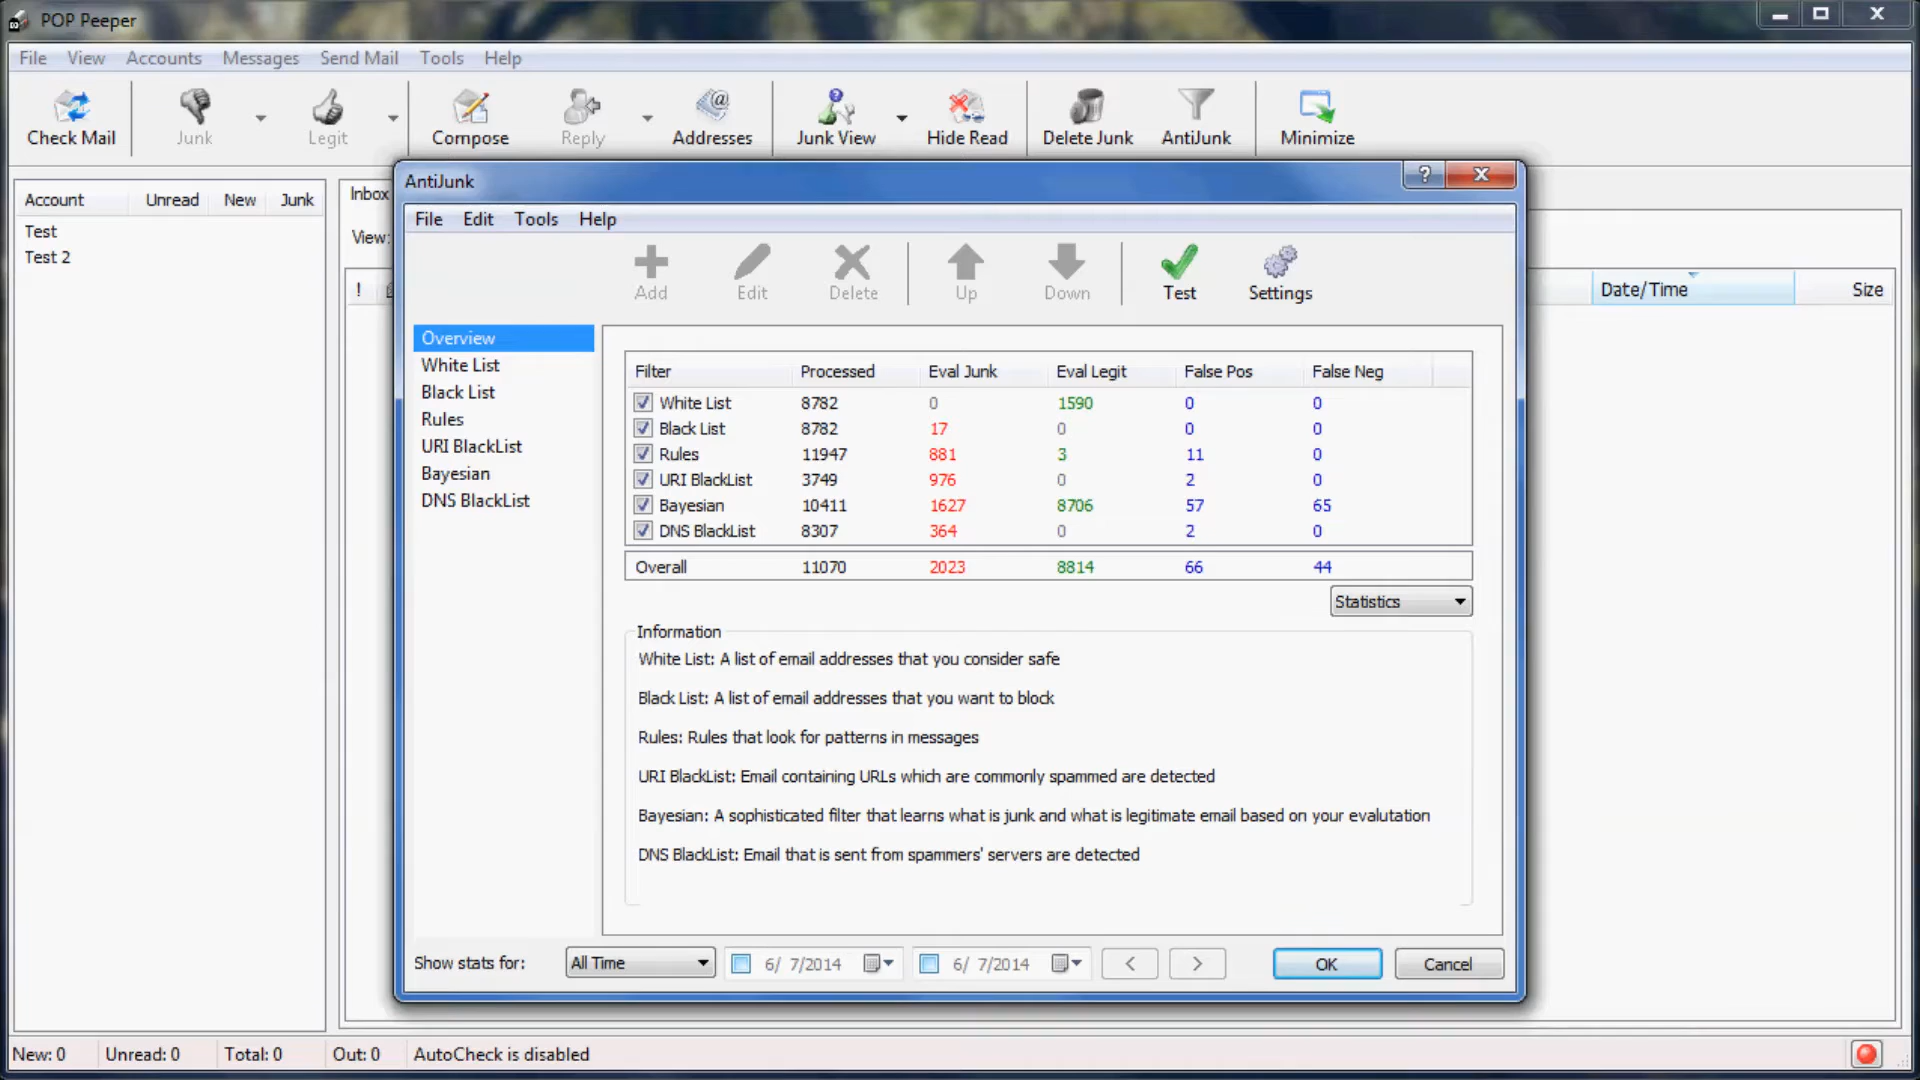 POP Peeper
File View Accounts Messages Send Mail Tools Help
Check Mail Junk Legit Compose Reply Addresses Junk View Hide Read Delete Junk AntiJunk Minimize
Account Unread New Junk
Test
Test 2
Inbox
View:
!
Date/Time Size
AntiJunk
?
File Edit Tools Help
Add Edit Delete Up Down Test Settings
Overview
White List
Black List
Rules
URI BlackList
Bayesian
DNS BlackList
Filter Processed Eval Junk Eval Legit False Pos False Neg
White List 8782 0 1590 0 0
Black List 8782 17 0 0 0
Rules 11947 881 3 11 0
URI BlackList 3749 976 0 2 0
Bayesian 10411 1627 8706 57 65
DNS BlackList 8307 364 0 2 0
Overall 11070 2023 8814 66 44
Statistics
Information
White List: A list of email addresses that you consider safe
Black List: A list of email addresses that you want to block
Rules: Rules that look for patterns in messages
URI BlackList: Email containing URLs which are commonly spammed are detected
Bayesian: A sophisticated filter that learns what is junk and what is legitimate email based on your evalutation
DNS BlackList: Email that is sent from spammers' servers are detected
Show stats for: All Time 6/ 7/2014 6/ 7/2014 < > OK Cancel
New: 0 Unread: 0 Total: 0 Out: 0 AutoCheck is disabled